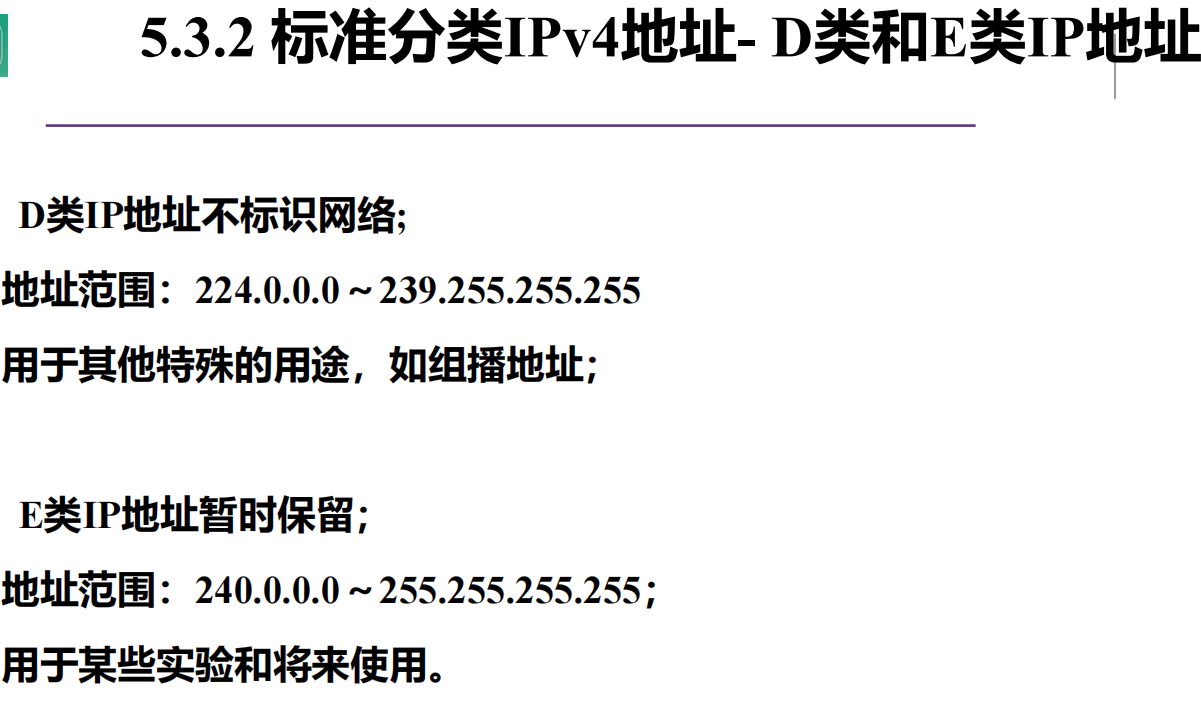 5.3.2 标准分类IPv4地址- D类和E类IP地址
D类IP地址不标识网络;
地址范围：224.0.0.0～239.255.255.255
用于其他特殊的用途，如组播地址；
E类IP地址暂时保留；
地址范围：240.0.0.0～255.255.255.255；
用于某些实验和将来使用。